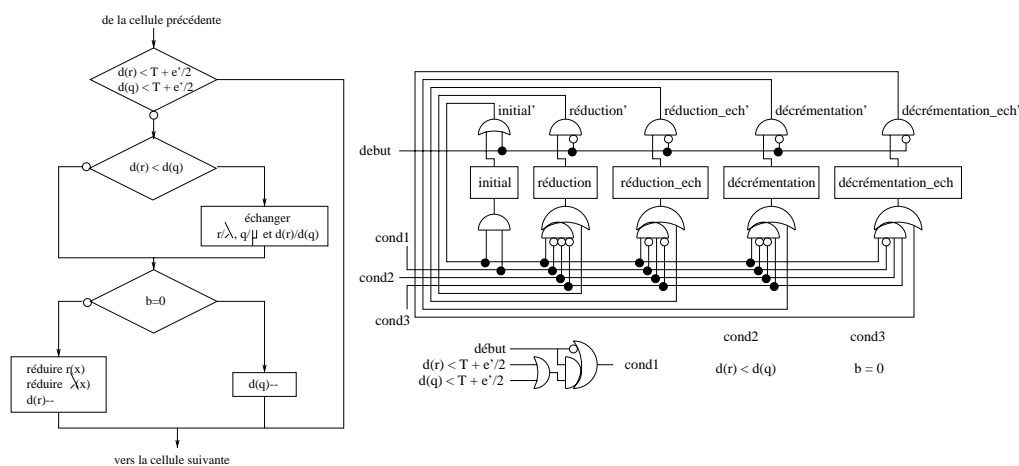 de la cellule précédente
d(r) < T + e'/2
d(q) < T + e'/2
d(r) < d(q)
échanger
r/λ, q/μ et d(r)/d(q)
b=0
réduire r(x)
réduire λ(x)
d(r)--
d(q)--
vers la cellule suivante
initial’
réduction’
réduction_ech’
décrémentation’
décrémentation_ech’
debut
initial
réduction
réduction_ech
décrémentation
décrémentation_ech
cond1
cond2
cond3
début
d(r) < T + e'/2
d(q) < T + e'/2
cond1
cond2
d(r) < d(q)
cond3
b = 0